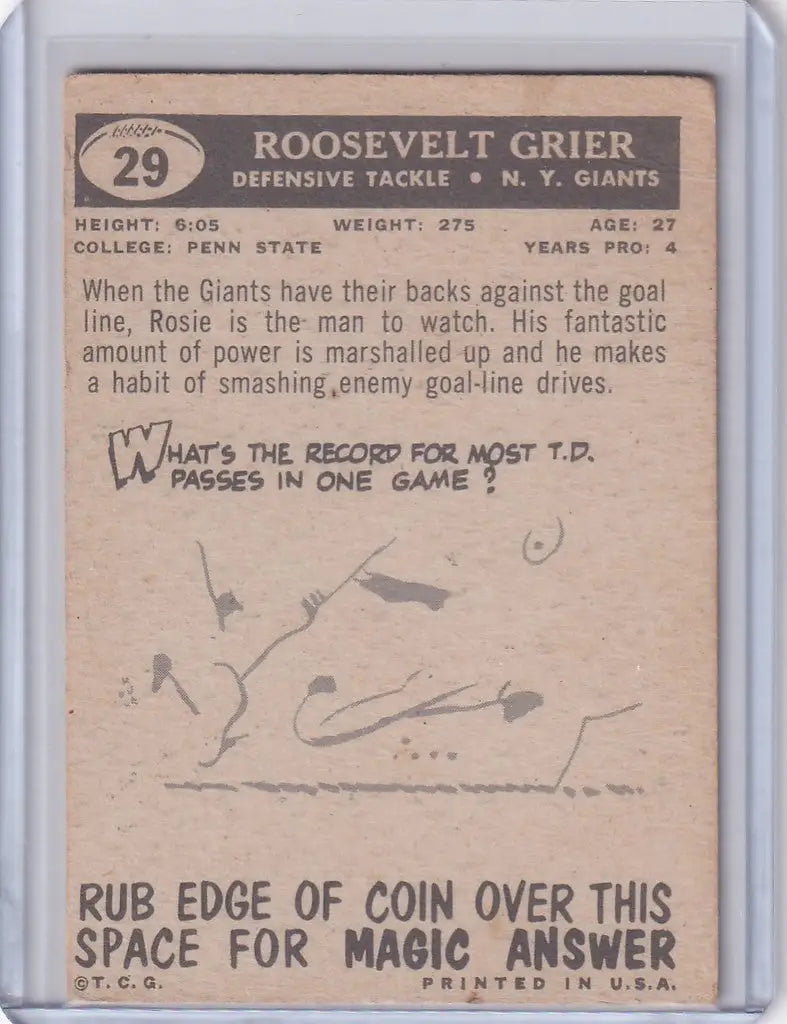 29
ROOSEVELT GRIER
DEFENSIVE TACKLE • N. Y. GIANTS
HEIGHT: 6:05 WEIGHT: 275 AGE: 27
COLLEGE: PENN STATE YEARS PRO: 4
When the Giants have their backs against the goal
line, Rosie is the man to watch. His fantastic
amount of power is marshalled up and he makes
a habit of smashing enemy goal-line drives.
WHAT'S THE RECORD FOR MOST T.D.
PASSES IN ONE GAME?
RUB EDGE OF COIN OVER THIS
SPACE FOR MAGIC ANSWER
©T. C. G. PRINTED IN U.S.A.